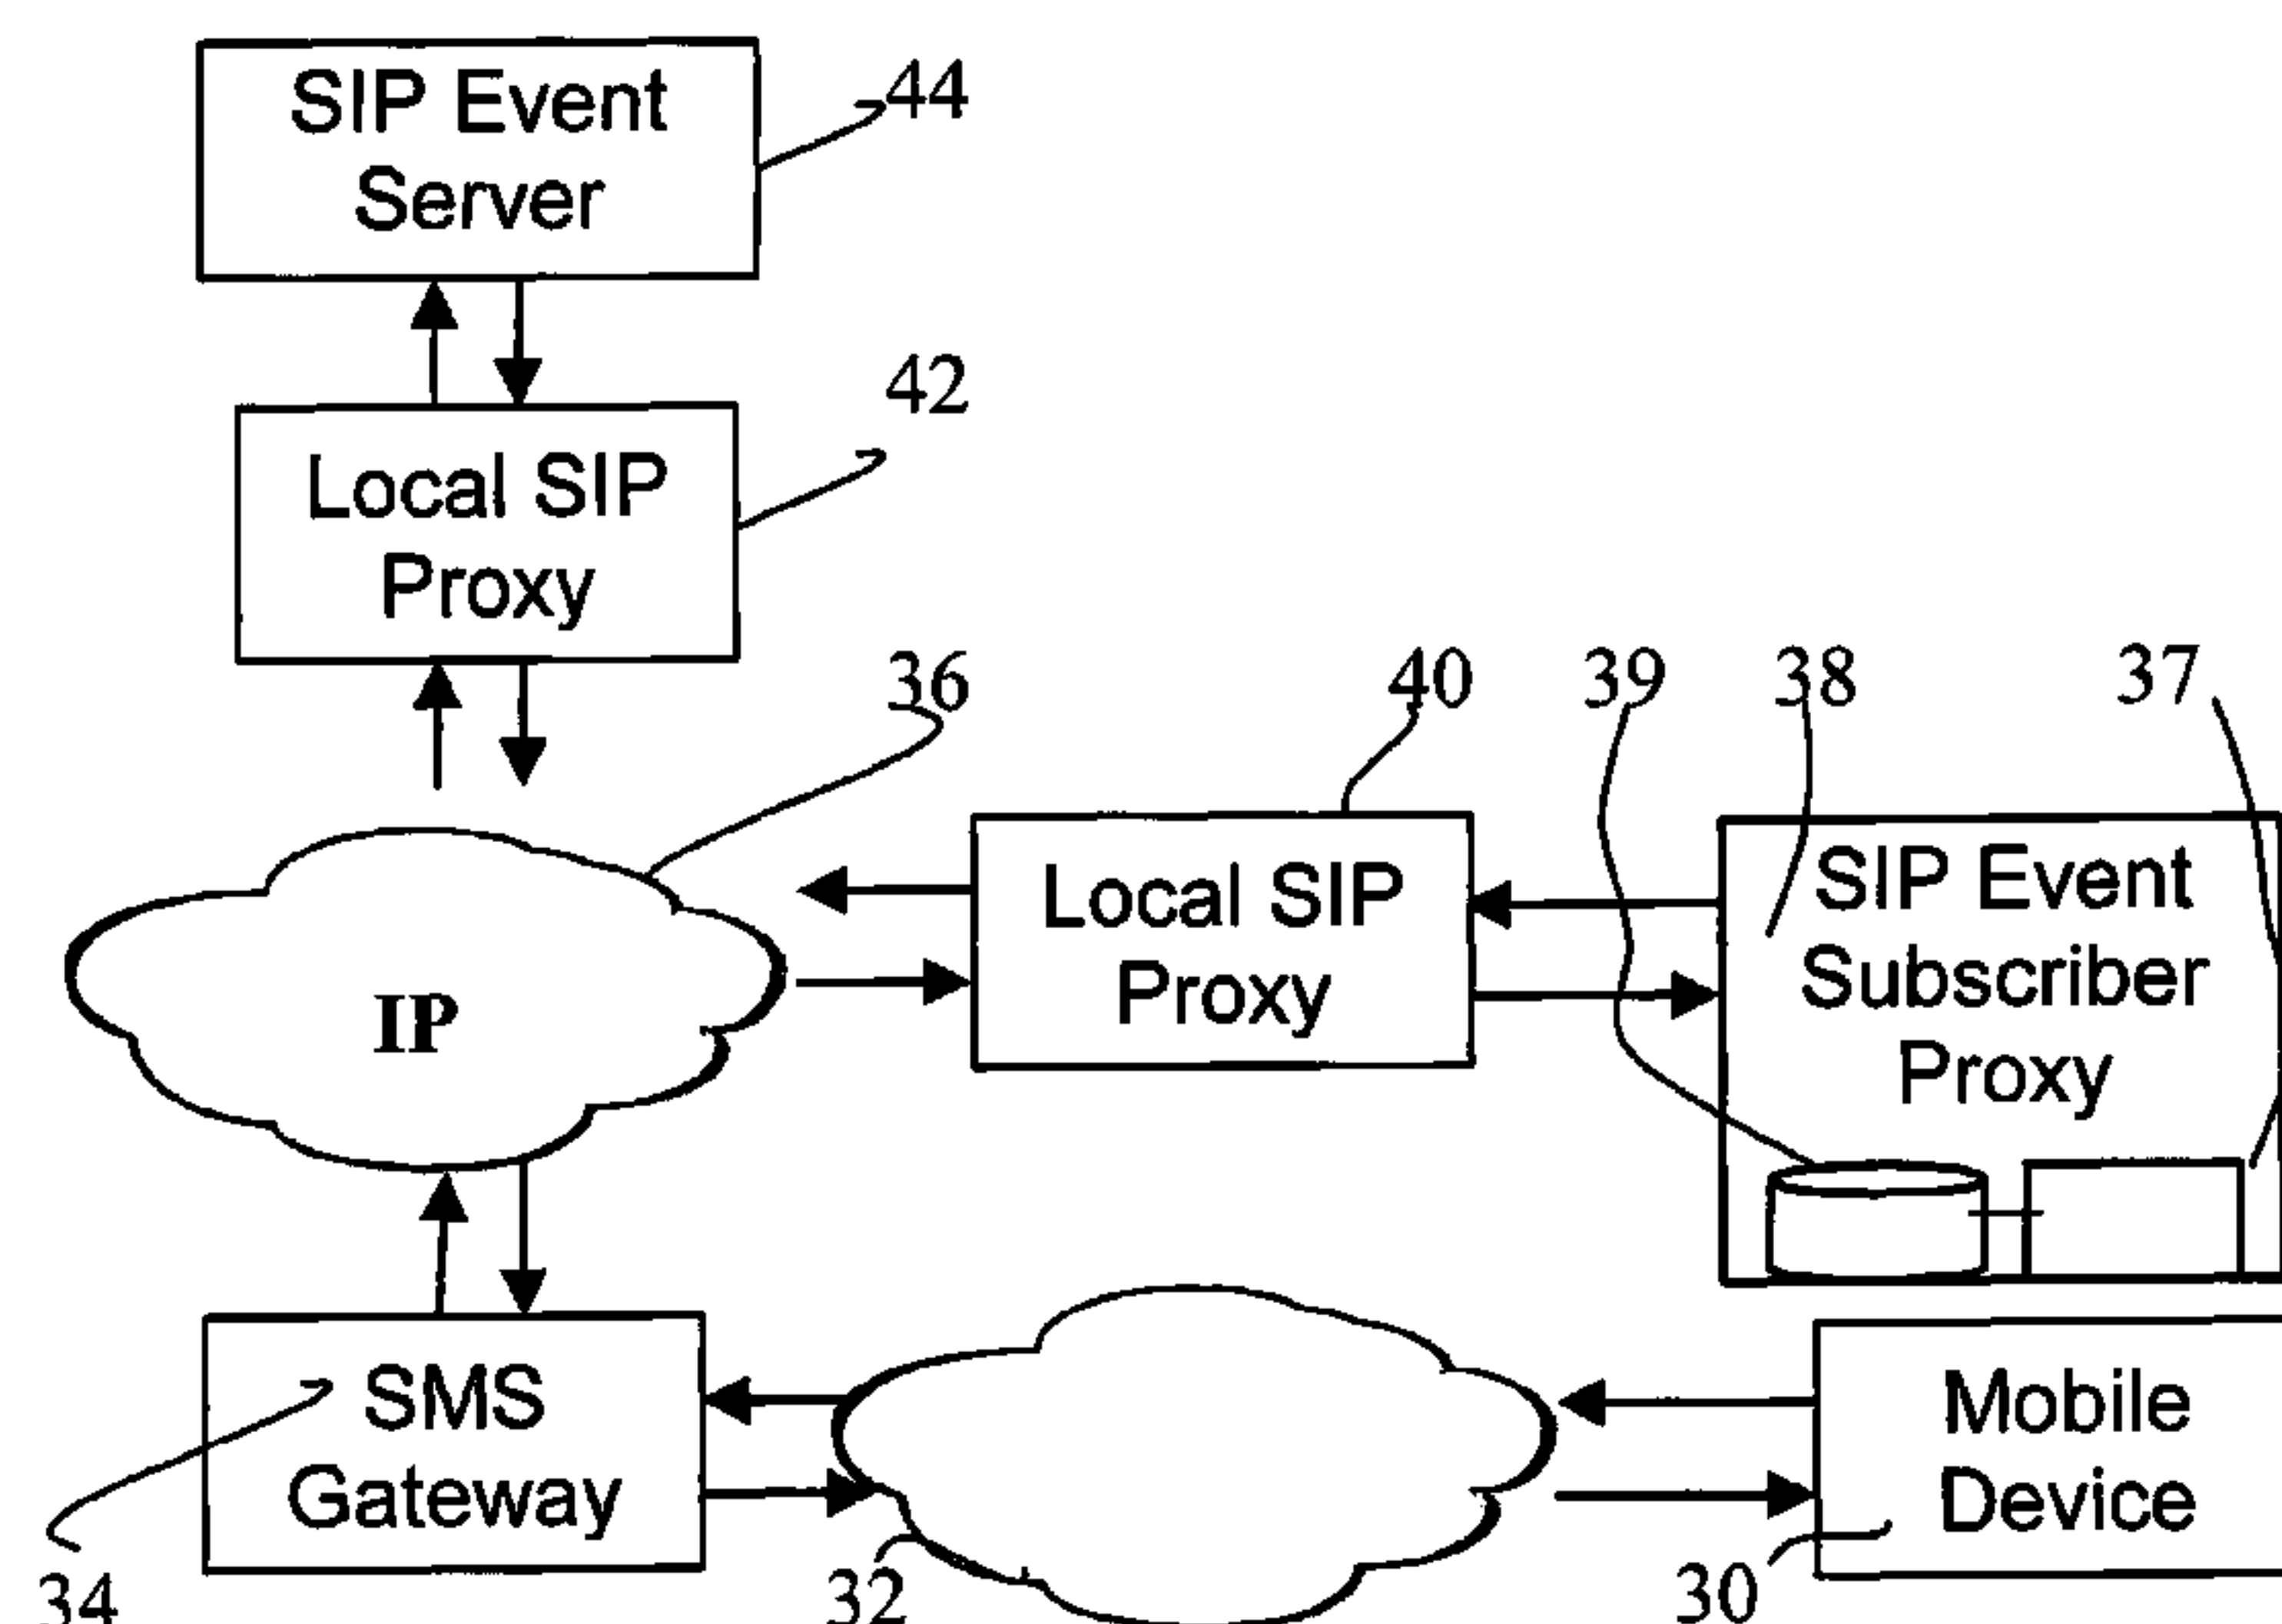 SIP Event
Server
44
Local SIP
Proxy
42
36
40
39
38
37
IP
Local SIP
Proxy
SIP Event
Subscriber
Proxy
SMS
Gateway
Mobile
Device
34
32
30